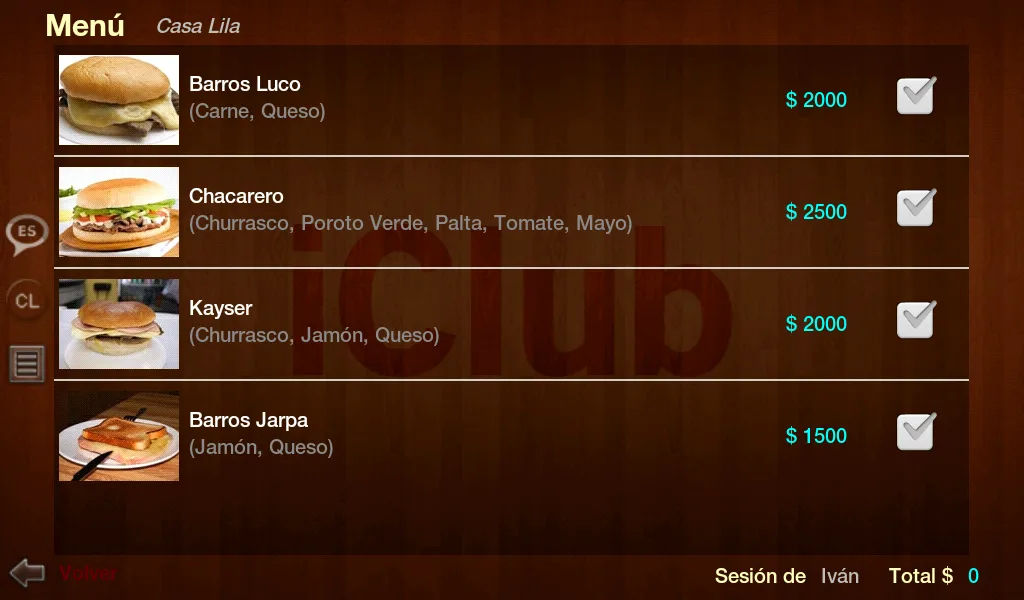 Menú Casa Lila
Barros Luco
(Carne, Queso)
$ 2000
Chacarero
(Churrasco, Poroto Verde, Palta, Tomate, Mayo)
$ 2500
Kayser
(Churrasco, Jamón, Queso)
$ 2000
Barros Jarpa
(Jamón, Queso)
$ 1500
iClub
ES
CL
Volver
Sesión de Iván Total $ 0